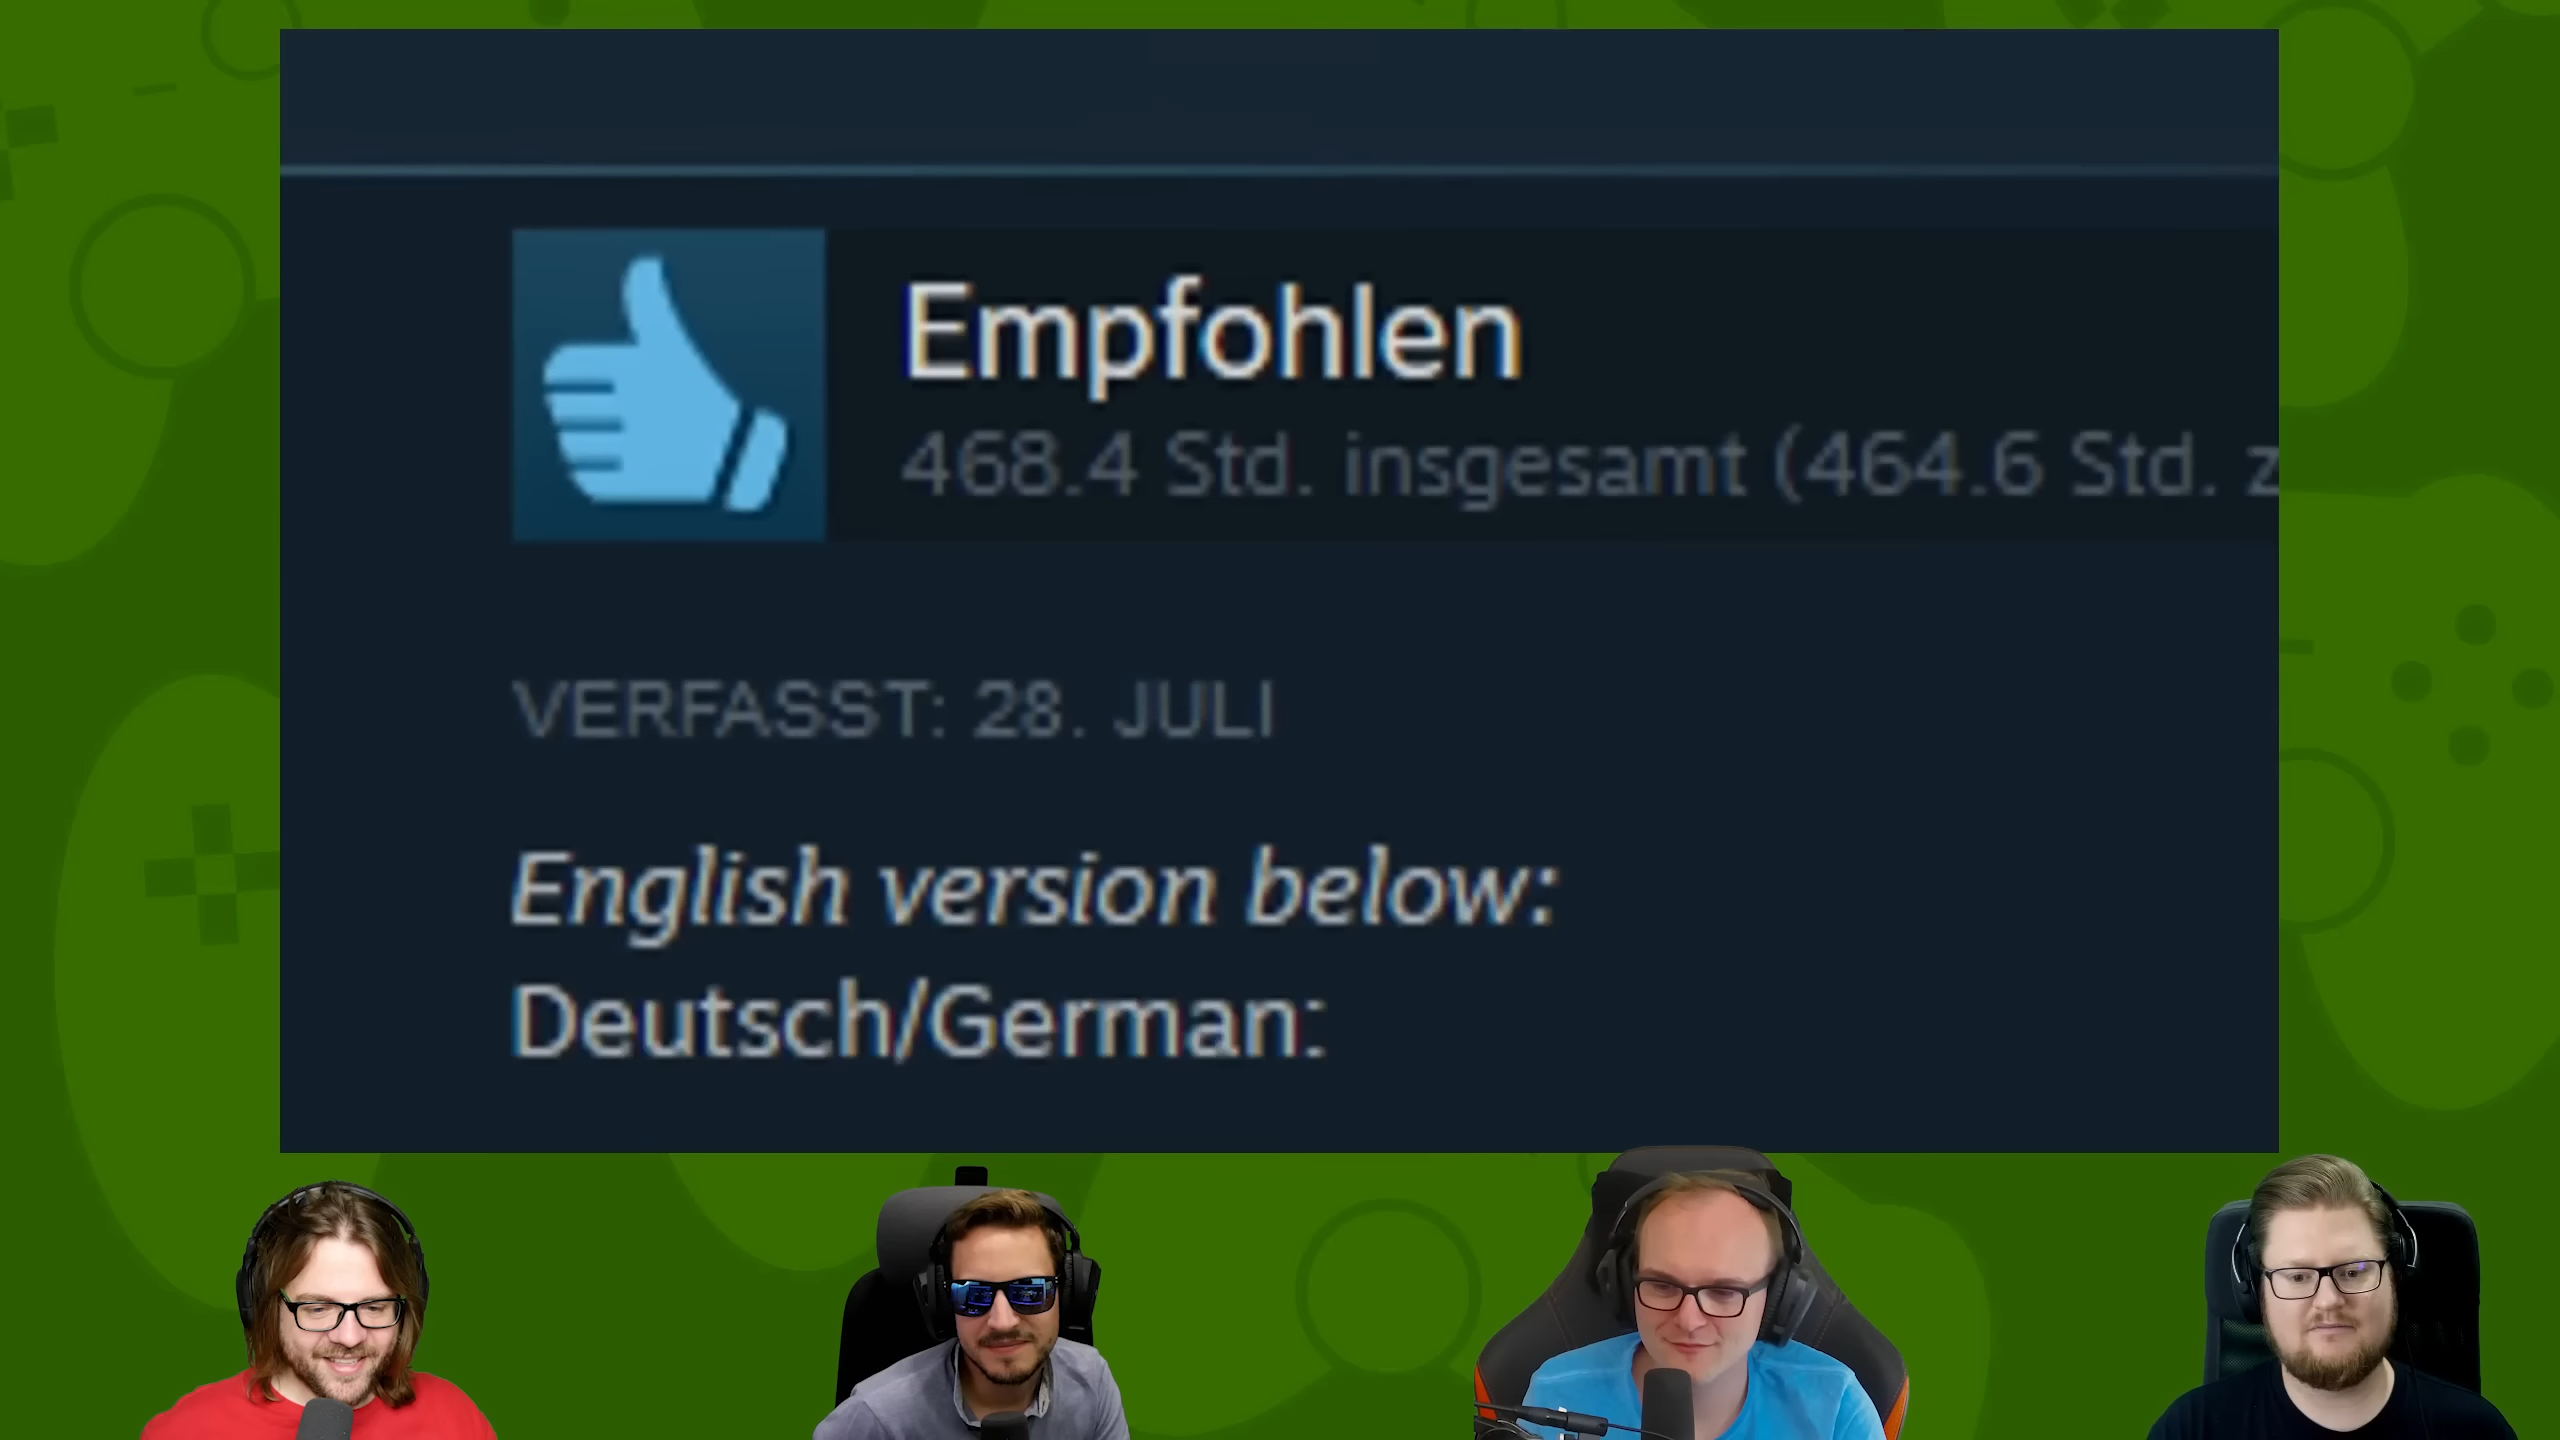 Empfohlen
468.4 Std. insgesamt (464.6 Std. z
VERFASST: 28. JULI
English version below:
Deutsch/German: